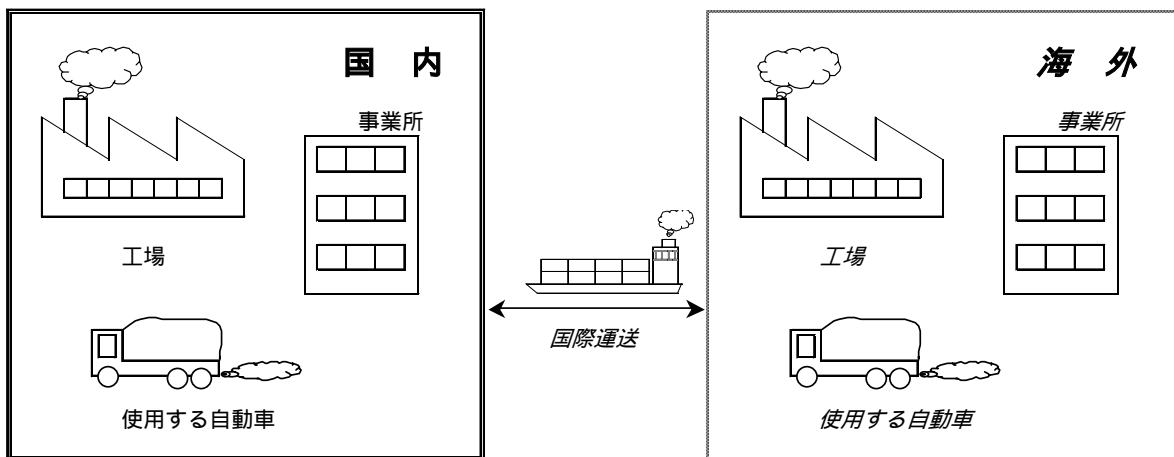 国 内
事業所
工場
使用する自動車
国際運送
海 外
事業所
工場
使用する自動車